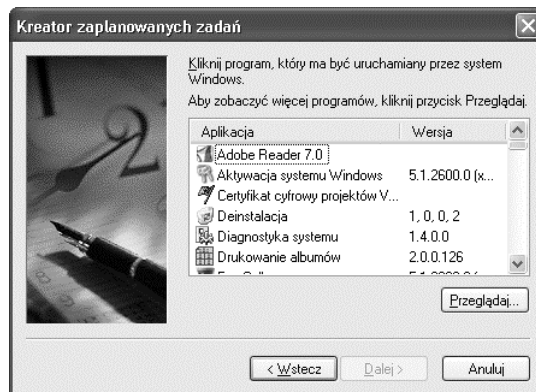 Kreator zaplanowanych zadań
Kliknij program, który ma być uruchamiany przez system
Windows.
Aby zobaczyć więcej programów, kliknij przycisk Przeglądaj.
Aplikacja Wersja
Adobe Reader 7.0
Aktywacja systemu Windows 5.1.2600.0 (x...
Certyfikat cyfrowy projektów V...
Deinstalacja 1, 0, 0, 2
Diagnostyka systemu 1.4.0.0
Drukowanie albumów 2.0.0.126
Przeglądaj...
< Wstecz Dalej > Anuluj